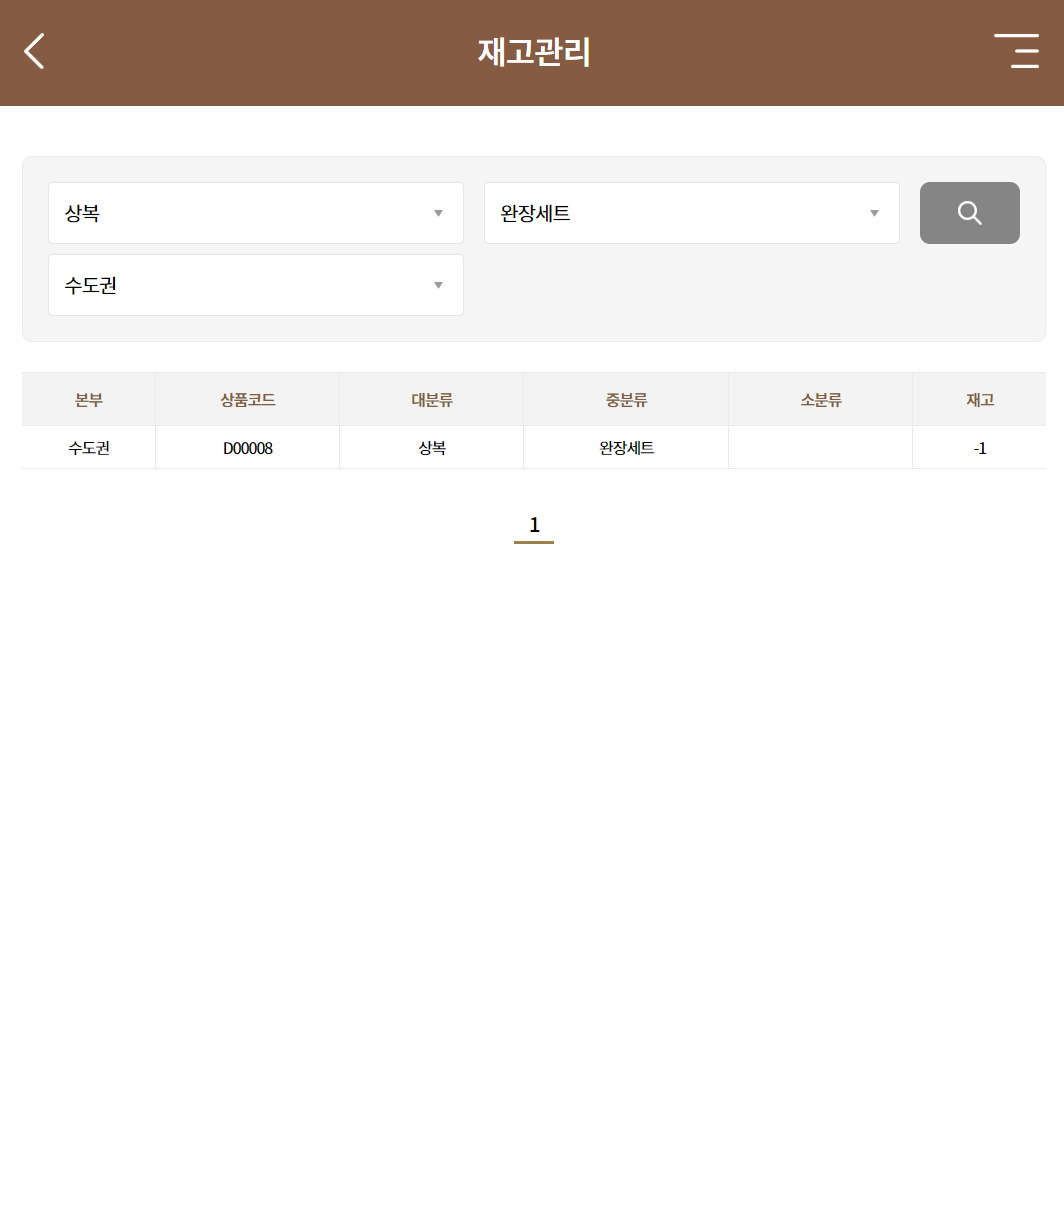 재고관리
상복 완장세트
수도권
본부 상품코드 대분류 중분류 소분류 재고
수도권 D00008 상복 완장세트 -1
1